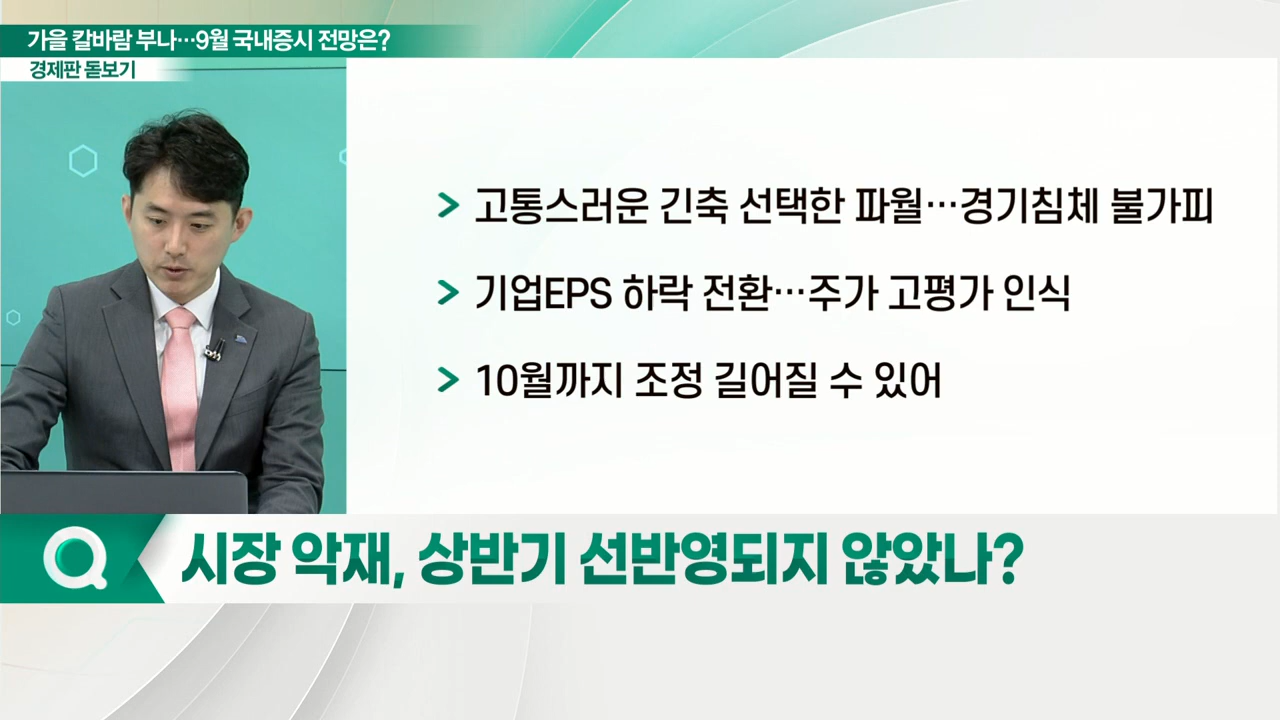 가을 칼바람 부나…9월 국내증시 전망은?
경제판 돋보기
> 고통스러운 긴축 선택한 파월…경기침체 불가피
> 기업EPS 하락 전환…주가 고평가 인식
> 10월까지 조정 길어질 수 있어
Q 시장 악재, 상반기 선반영되지 않았나?